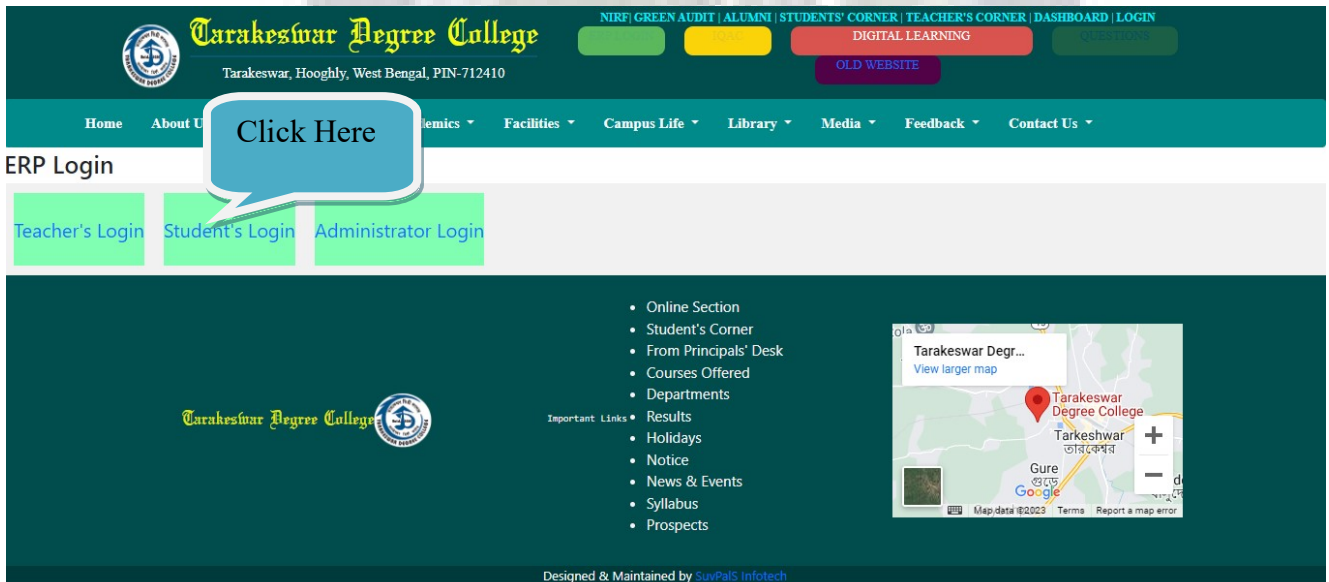 Tarakeswar Degree College
Tarakeswar, Hooghly, West Bengal, PIN-712410
NIRF| GREEN AUDIT | ALUMNI | STUDENTS' CORNER | TEACHER'S CORNER | DASHBOARD | LOGIN
IQAC
DIGITAL LEARNING
QUESTIONS
OLD WEBSITE
Home
About U
Click Here
demics
Facilities
Campus Life
Library
Media
Feedback
Contact Us
ERP Login
Teacher's Login
Student's Login
Administrator Login
Tarakeswar Degree College
Important Links
Online Section
Student's Corner
From Principals' Desk
Courses Offered
Departments
Results
Holidays
Notice
News & Events
Syllabus
Prospects
Tarakeswar Degr...
View larger map
Tarakeswar
Degree College
Tarkeshwar
তারকেশ্বর
Gure
গুড়ে
Google
Map data ©2023
Terms
Report a map error
Designed & Maintained by SuvPalS Infotech